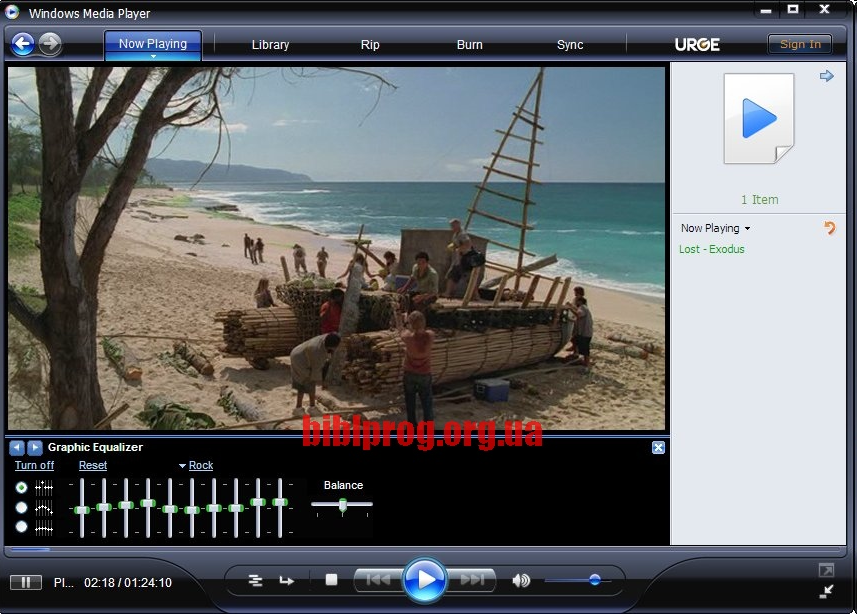 Windows Media Player
Now Playing
Library
Rip
Burn
Sync
URGE
Sign In
1 Item
Now Playing
Lost - Exodus
biblprog.org.ua
Graphic Equalizer
Turn off
Reset
Rock
Balance
Pl... 02:18 / 01:24:10